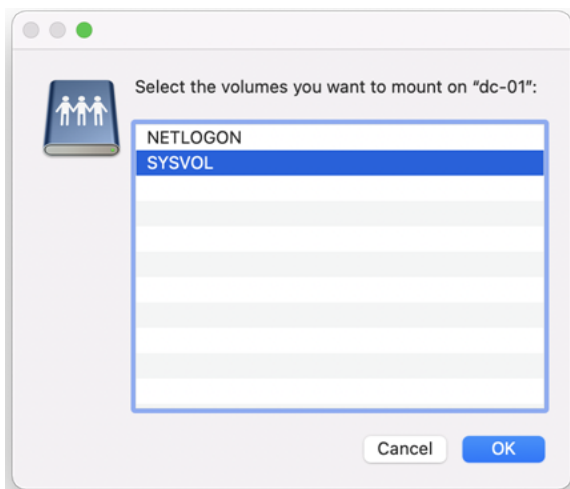 Select the volumes you want to mount on “dc-01”:
NETLOGON
SYSVOL
Cancel
OK